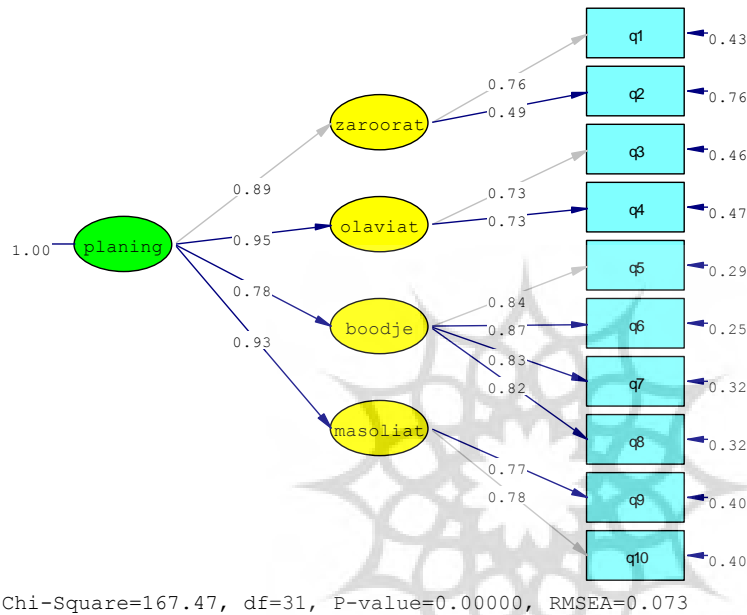 q1
0.43
0.76
q2
0.76
0.49
zaroorat
q3
0.46
0.89
0.73
q4
0.47
0.73
olaviat
1.00
planing
0.95
q5
0.29
0.78
0.84
boodje
0.87
q6
0.25
0.93
0.83
0.82
q7
0.32
masoliat
q8
0.32
0.77
q9
0.40
0.78
q10
0.40
Chi-Square=167.47, df=31, P-value=0.00000, RMSEA=0.073